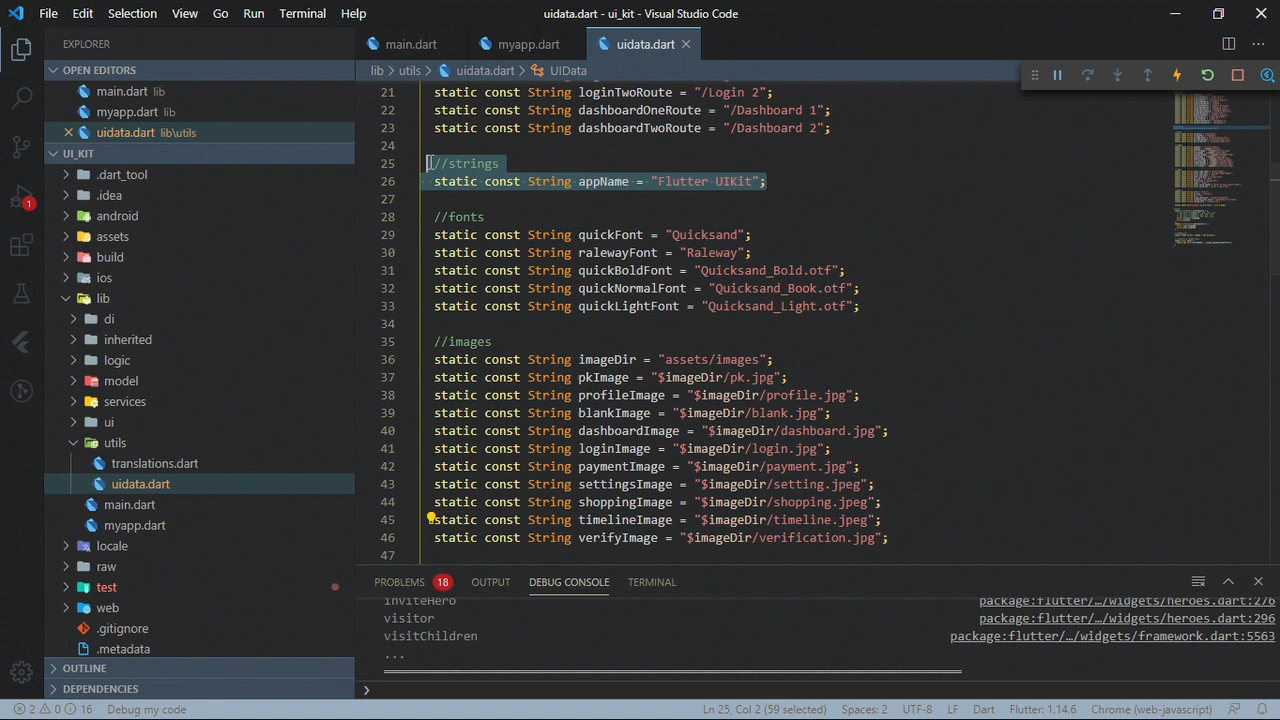 File Edit Selection View Go Run Terminal Help
uidata.dart - ui_kit - Visual Studio Code
EXPLORER
OPEN EDITORS
main.dart lib
myapp.dart lib
uidata.dart lib\utils
UI_KIT
.dart_tool
.idea
android
assets
build
ios
lib
di
inherited
logic
model
services
ui
utils
translations.dart
uidata.dart
main.dart
myapp.dart
locale
raw
test
web
.gitignore
.metadata
OUTLINE
DEPENDENCIES
1
main.dart myapp.dart uidata.dart
lib > utils > uidata.dart > UIData
21 static const String loginTwoRoute = "/Login 2";
22 static const String dashboardOneRoute = "/Dashboard 1";
23 static const String dashboardTwoRoute = "/Dashboard 2";
24
25 //strings
26 static const String appName = "Flutter UIKit";
27
28 //fonts
29 static const String quickFont = "Quicksand";
30 static const String ralewayFont = "Raleway";
31 static const String quickBoldFont = "Quicksand_Bold.otf";
32 static const String quickNormalFont = "Quicksand_Book.otf";
33 static const String quickLightFont = "Quicksand_Light.otf";
34
35 //images
36 static const String imageDir = "assets/images";
37 static const String pkImage = "$imageDir/pk.jpg";
38 static const String profileImage = "$imageDir/profile.jpg";
39 static const String blankImage = "$imageDir/blank.jpg";
40 static const String dashboardImage = "$imageDir/dashboard.jpg";
41 static const String loginImage = "$imageDir/login.jpg";
42 static const String paymentImage = "$imageDir/payment.jpg";
43 static const String settingsImage = "$imageDir/setting.jpeg";
44 static const String shoppingImage = "$imageDir/shopping.jpeg";
45 static const String timelineImage = "$imageDir/timeline.jpeg";
46 static const String verifyImage = "$imageDir/verification.jpg";
47
PROBLEMS 18 OUTPUT DEBUG CONSOLE TERMINAL
inviteHero package:flutter/…/widgets/heroes.dart:276
visitor package:flutter/…/widgets/heroes.dart:296
visitChildren package:flutter/…/widgets/framework.dart:5563
...
2 0 16 Debug my code Ln 25, Col 2 (59 selected) Spaces: 2 UTF-8 LF Dart Flutter: 1.14.6 Chrome (web-javascript)